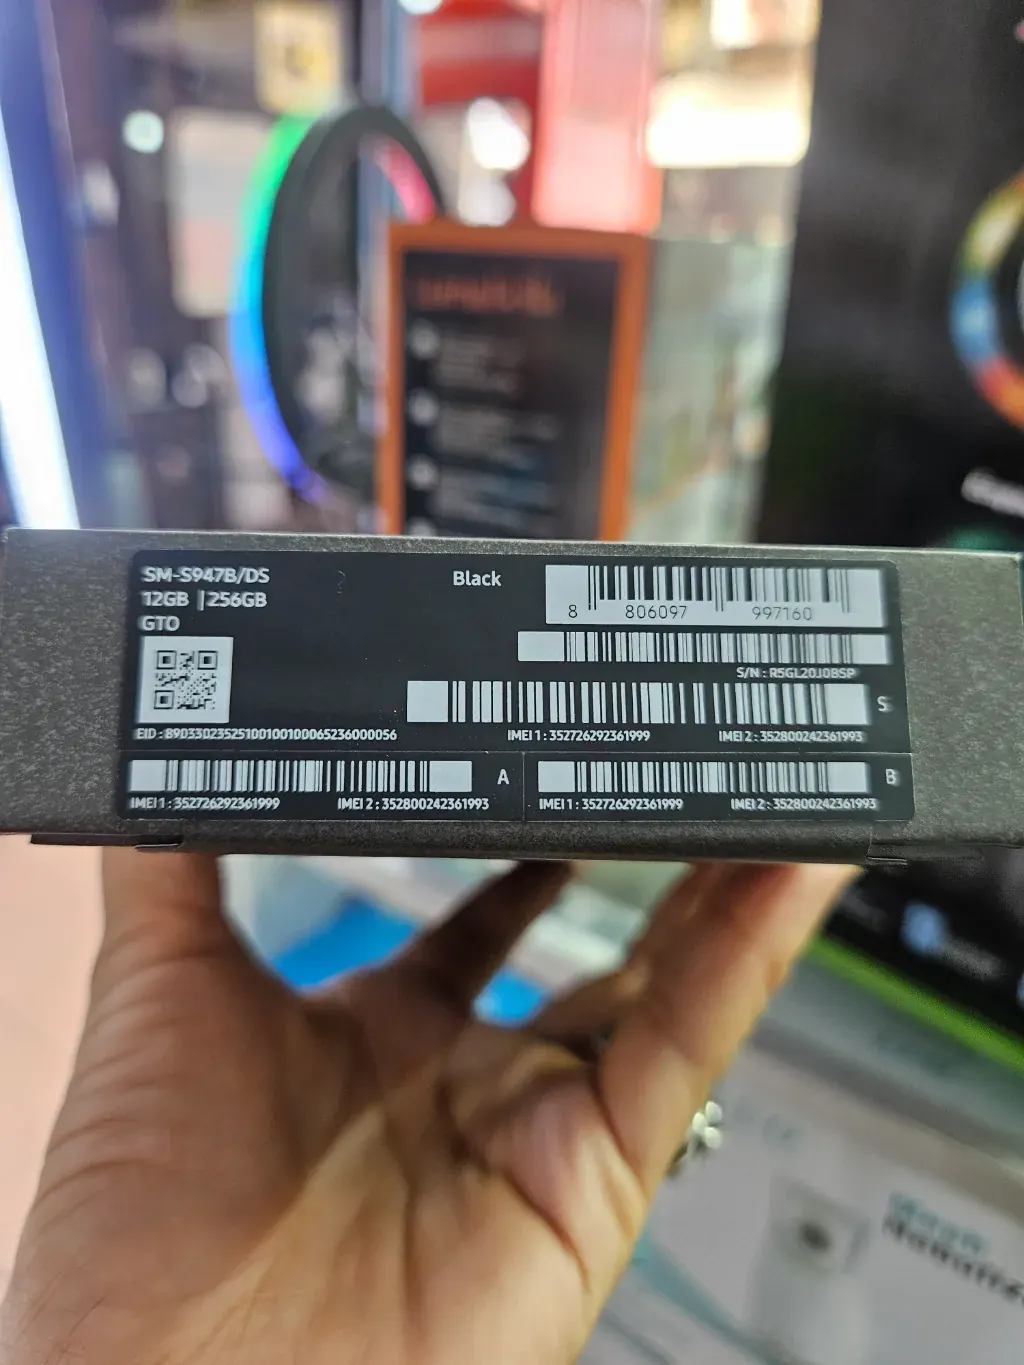 SM-S947B/DS
12GB | 256GB
GTO
Black
8 806097 997160
S/N : R5GL20J0BSP
S
EID : 89033023525100100100065236000056
IMEI 1 : 352726292361999
IMEI 2 : 352800242361993
A
IMEI 1 : 352726292361999
IMEI 2 : 352800242361993
B
IMEI 1 : 352726292361999
IMEI 2 : 352800242361993